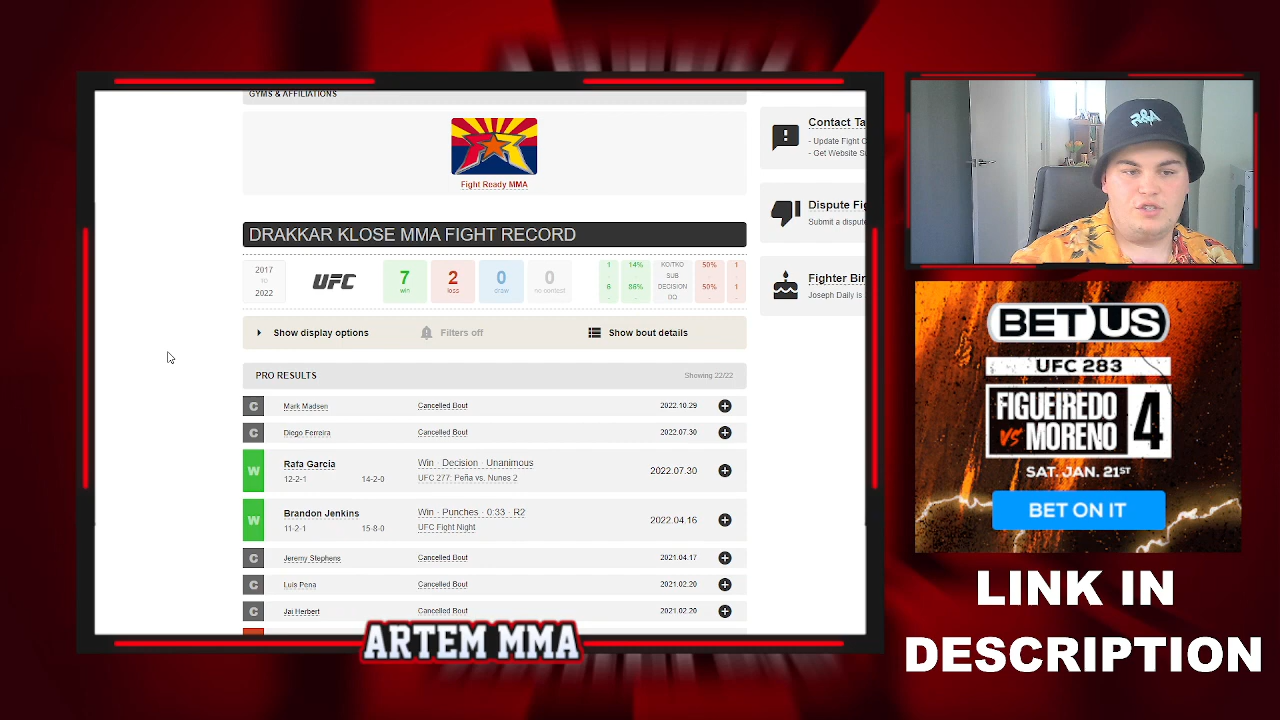 GYMS & AFFILIATIONS
Fight Ready MMA
Contact Ta
- Update Fight C
- Get Website Su
Dispute Fig
Submit a dispute
Fighter Bir
Joseph Daily is
DRAKKAR KLOSE MMA FIGHT RECORD
2017
TO
2022
UFC
7
win
2
loss
0
draw
0
no contest
1 14% KO/TKO 50% 1
- - SUB - -
6 86% DECISION 50% 1
- - DQ - -
Show display options
Filters off
Show bout details
PRO RESULTS
Showing 22/22
C Mark Madsen Cancelled Bout 2022.10.29
C Diego Ferreira Cancelled Bout 2022.07.30
W Rafa Garcia Win · Decision · Unanimous 2022.07.30
12-2-1 14-2-0 UFC 277: Peña vs. Nunes 2
W Brandon Jenkins Win · Punches · 0:33 · R2 2022.04.16
11-2-1 15-8-0 UFC Fight Night
C Jeremy Stephens Cancelled Bout 2021.04.17
C Luis Pena Cancelled Bout 2021.02.20
C Jai Herbert Cancelled Bout 2021.02.20
ARTEM MMA
R&A
BET US
UFC 283
FIGUEIREDO
VS MORENO 4
SAT. JAN. 21ST
BET ON IT
LINK IN
DESCRIPTION